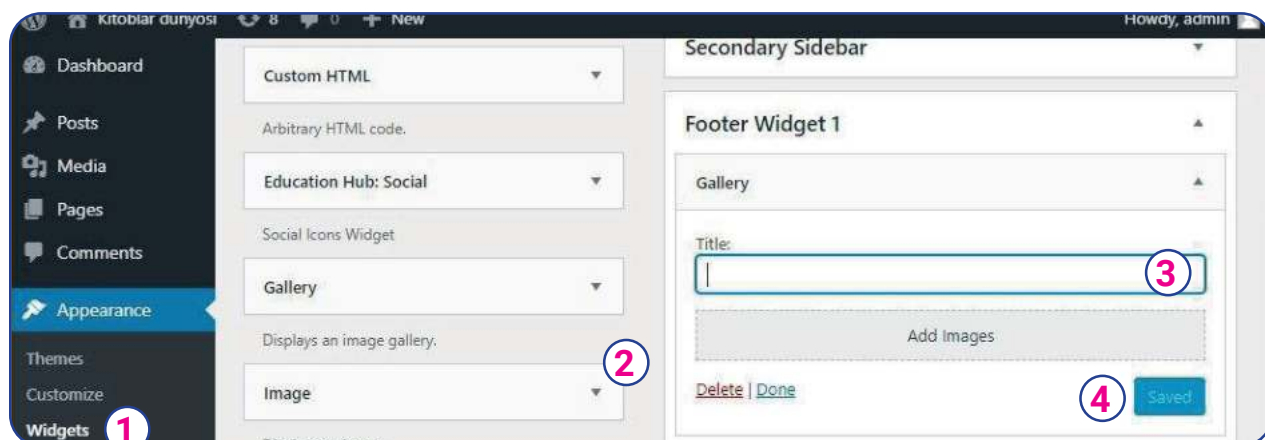 Kitoblar dunyosi 8 0 + New Howdy, admin
Dashboard
Posts
Media
Pages
Comments
Appearance
Themes
Customize
Widgets 1
Custom HTML
Arbitrary HTML code.
Education Hub: Social
Social Icons Widget
Gallery
Displays an image gallery.
2
Image
Secondary Sidebar
Footer Widget 1
Gallery
Title:
3
Add Images
Delete | Done
4 Saved